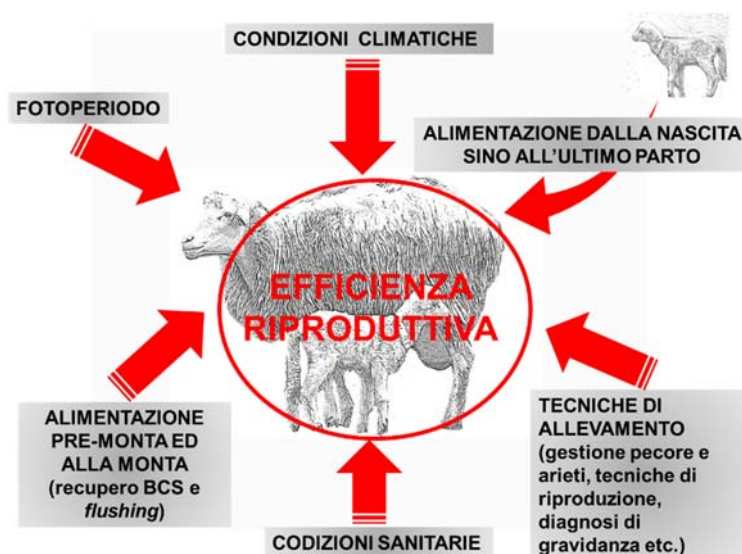 CONDIZIONI CLIMATICHE
FOTOPERIODO
ALIMENTAZIONE DALLA NASCITA
SINO ALL'ULTIMO PARTO
EFFICIENZA
RIPRODUTTIVA
ALIMENTAZIONE
PRE-MONTA ED
ALLA MONTA
(recupero BCS e
flushing)
CODIZIONI SANITARIE
TECNICHE DI
ALLEVAMENTO
(gestione pecore e
arieti, tecniche di
riproduzione,
diagnosi di
gravidanza etc.)